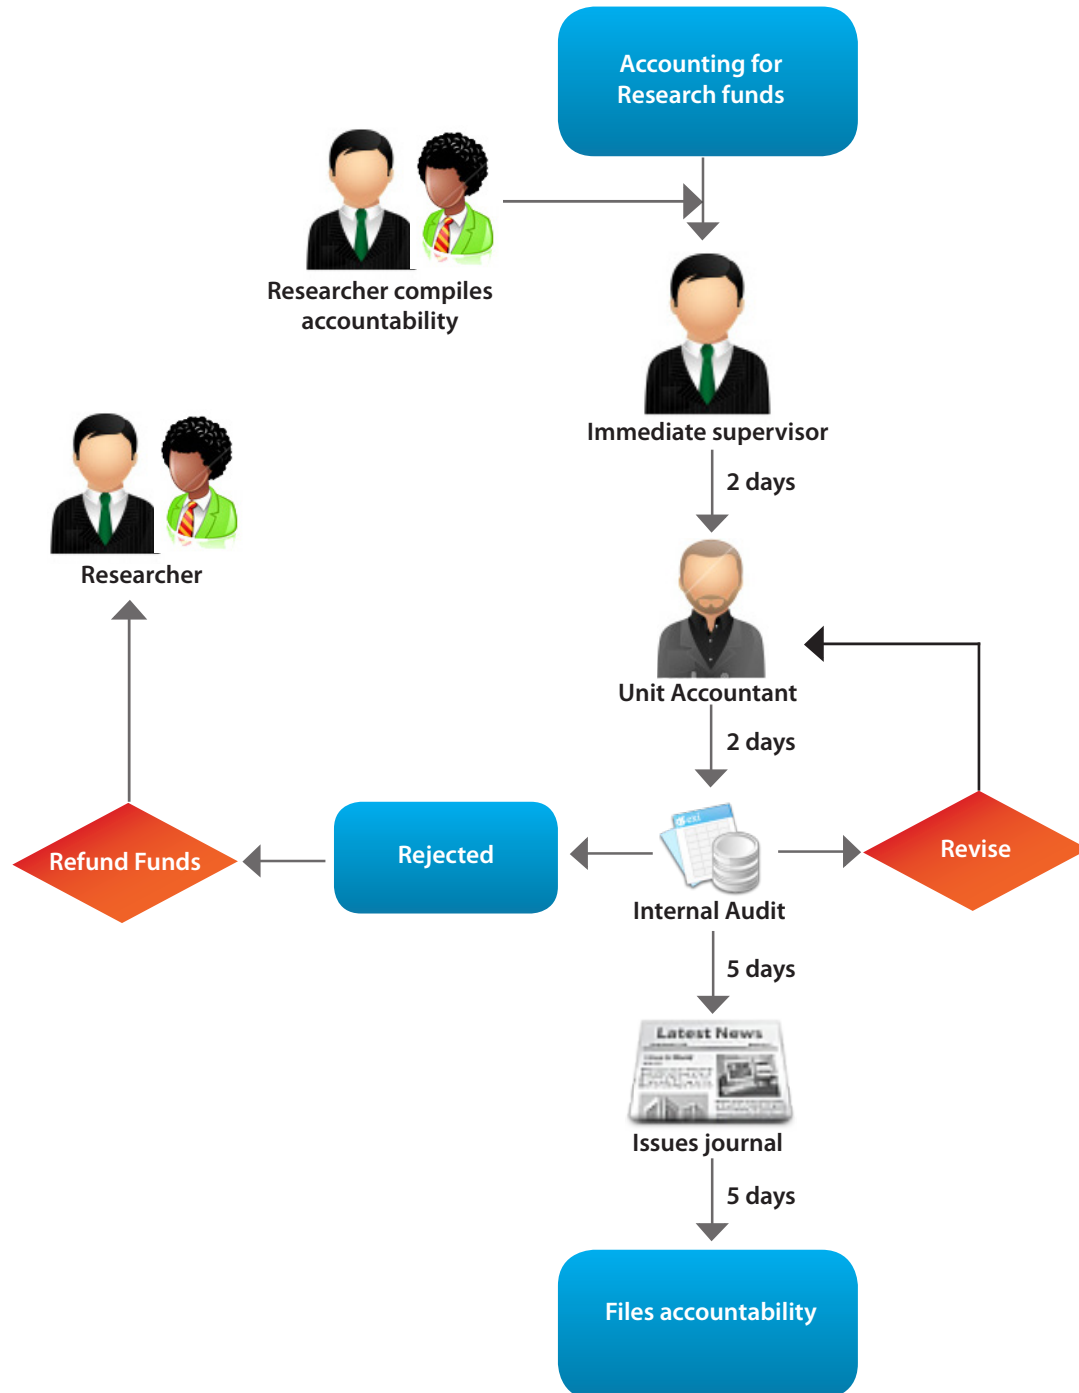 Accounting for
Research funds
Researcher compiles
accountability
Immediate supervisor
2 days
Researcher
Unit Accountant
2 days
Refund Funds
Rejected
Revise
Internal Audit
5 days
Latest News
Issues journal
5 days
Files accountability